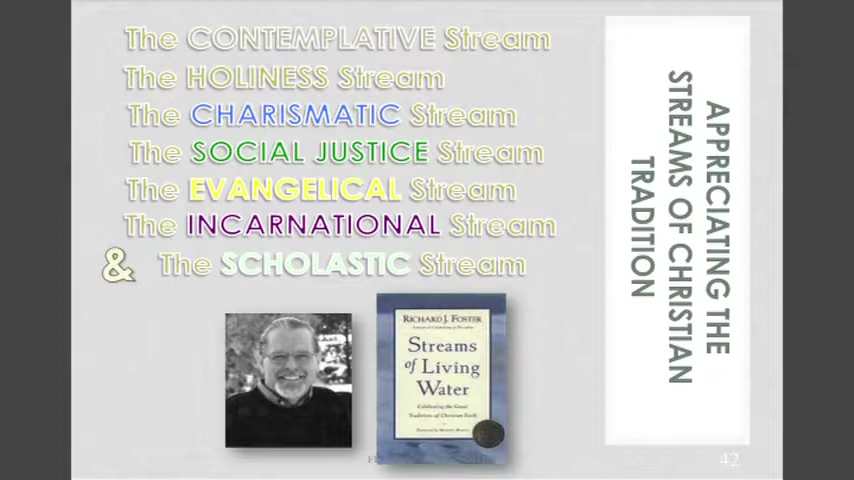 The CONTEMPLATIVE Stream
The HOLINESS Stream
The CHARISMATIC Stream
The SOCIAL JUSTICE Stream
The EVANGELICAL Stream
The INCARNATIONAL Stream
& The SCHOLASTIC Stream
RICHARD J. FOSTER
Streams
of Living
Water
Celebrating the Great
Traditions of Christian Faith
APPRECIATING THE
STREAMS OF CHRISTIAN
TRADITION
42